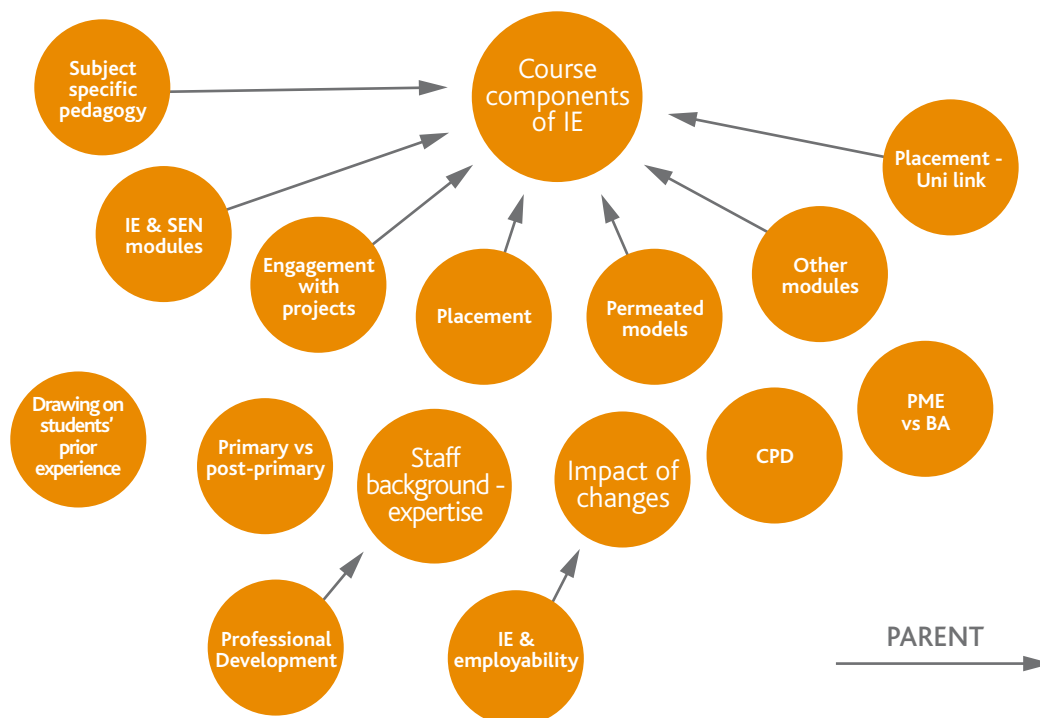 Subject
specific
pedagogy
Course
components
of IE
Placement -
Uni link
IE & SEN
modules
Engagement
with
projects
Placement
Permeated
models
Other
modules
Drawing on
students'
prior
experience
Primary vs
post-primary
Staff
background -
expertise
Impact of
changes
CPD
PME
vs BA
Professional
Development
IE &
employability
PARENT